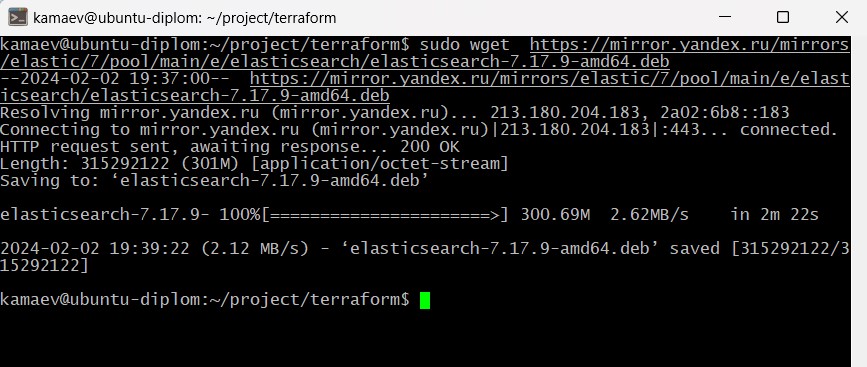 kamaev@ubuntu-diplom: ~/project/terraform
kamaev@ubuntu-diplom:~/project/terraform$ sudo wget  https://mirror.yandex.ru/mirrors
/elastic/7/pool/main/e/elasticsearch/elasticsearch-7.17.9-amd64.deb
--2024-02-02 19:37:00--  https://mirror.yandex.ru/mirrors/elastic/7/pool/main/e/elast
icsearch/elasticsearch-7.17.9-amd64.deb
Resolving mirror.yandex.ru (mirror.yandex.ru)... 213.180.204.183, 2a02:6b8::183
Connecting to mirror.yandex.ru (mirror.yandex.ru)|213.180.204.183|:443... connected.
HTTP request sent, awaiting response... 200 OK
Length: 315292122 (301M) [application/octet-stream]
Saving to: ‘elasticsearch-7.17.9-amd64.deb’
elasticsearch-7.17.9- 100%[======================>] 300.69M  2.62MB/s    in 2m 22s
2024-02-02 19:39:22 (2.12 MB/s) - ‘elasticsearch-7.17.9-amd64.deb’ saved [315292122/3
15292122]
kamaev@ubuntu-diplom:~/project/terraform$